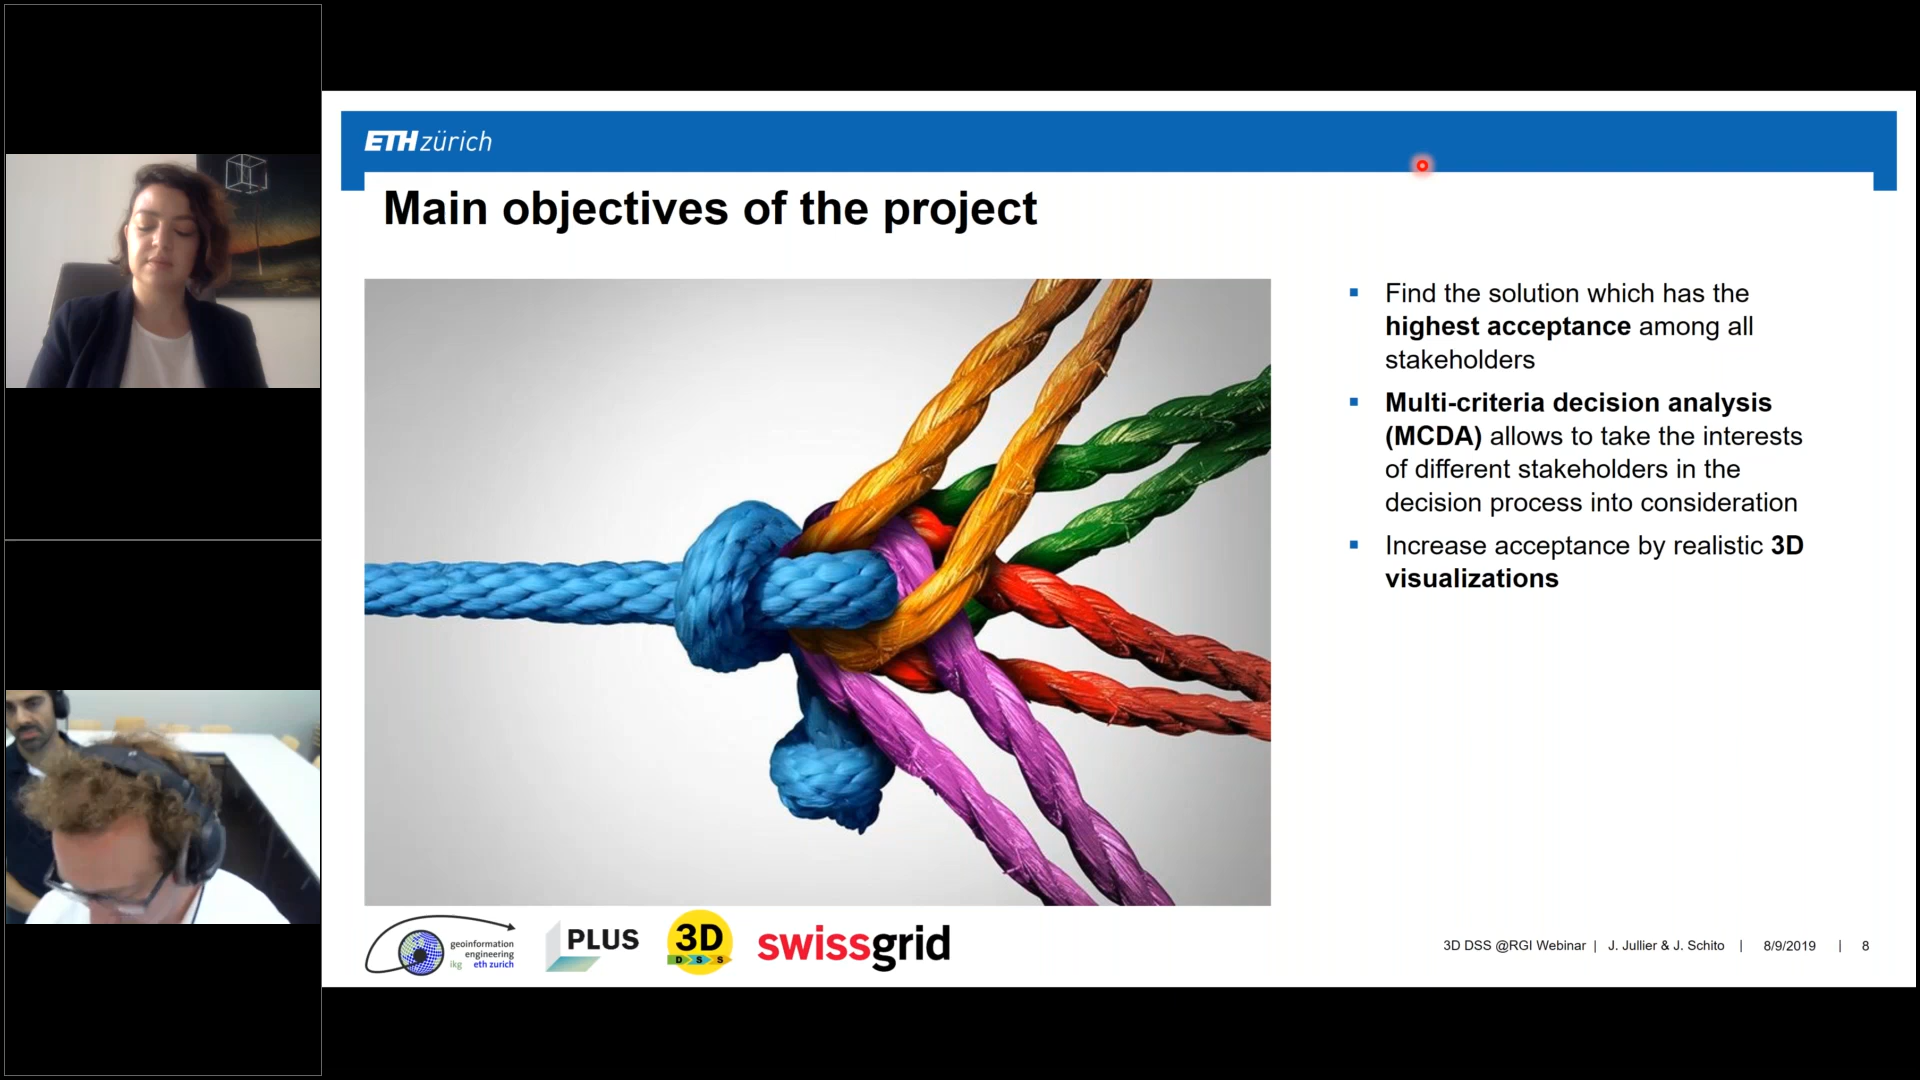 ETH zürich
Main objectives of the project
▪ Find the solution which has the
highest acceptance among all
stakeholders
▪ Multi-criteria decision analysis
(MCDA) allows to take the interests
of different stakeholders in the
decision process into consideration
▪ Increase acceptance by realistic 3D
visualizations
geoinformation
engineering
ikg eth zurich
PLUS
3D
DSS
swissgrid
3D DSS @RGI Webinar | J. Jullier & J. Schito | 8/9/2019 | 8